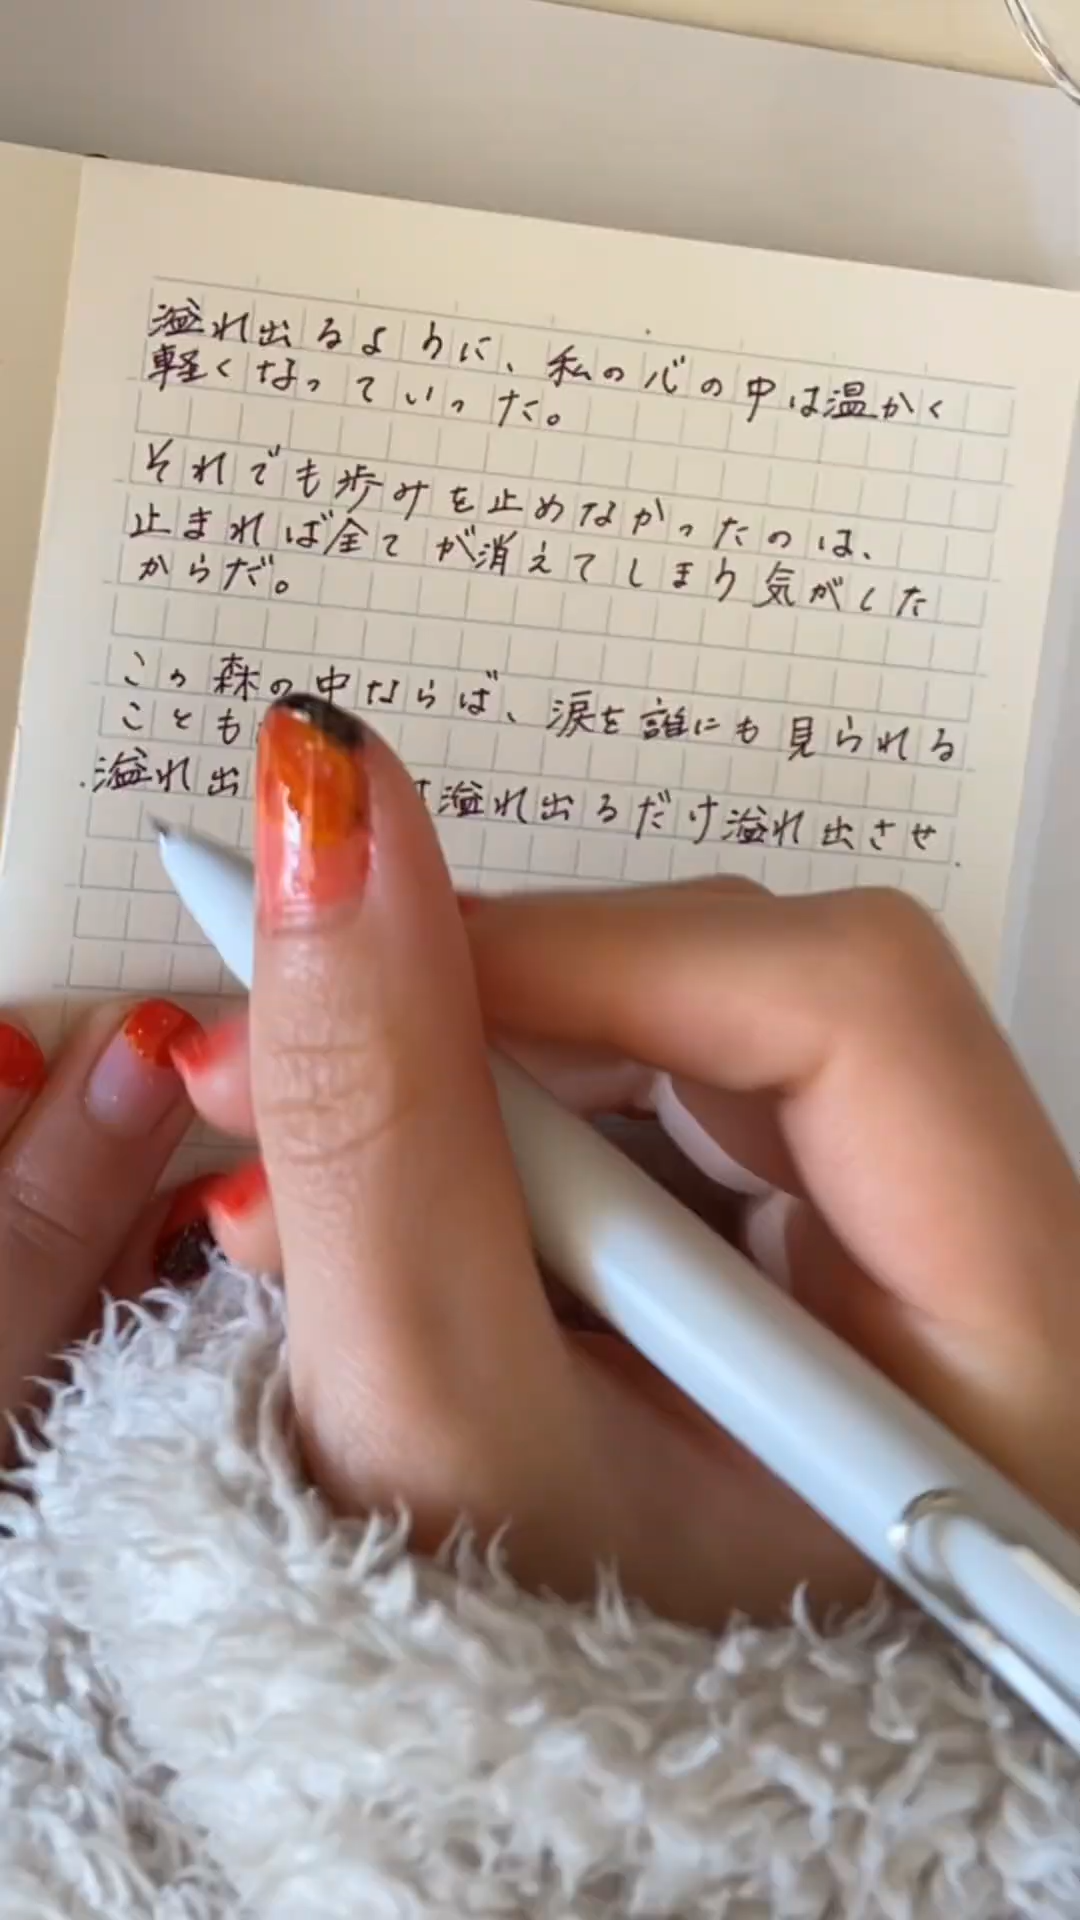 溢れ出るように、私の心の中は温かく
軽くなっていった。
それでも歩みを止めなかったのは、
止まれば全てが消えてしまう気がした
からだ。
この森の中ならば、涙を誰にも見られる
ことも
溢れ出 溢れ出るだけ溢れ出させ